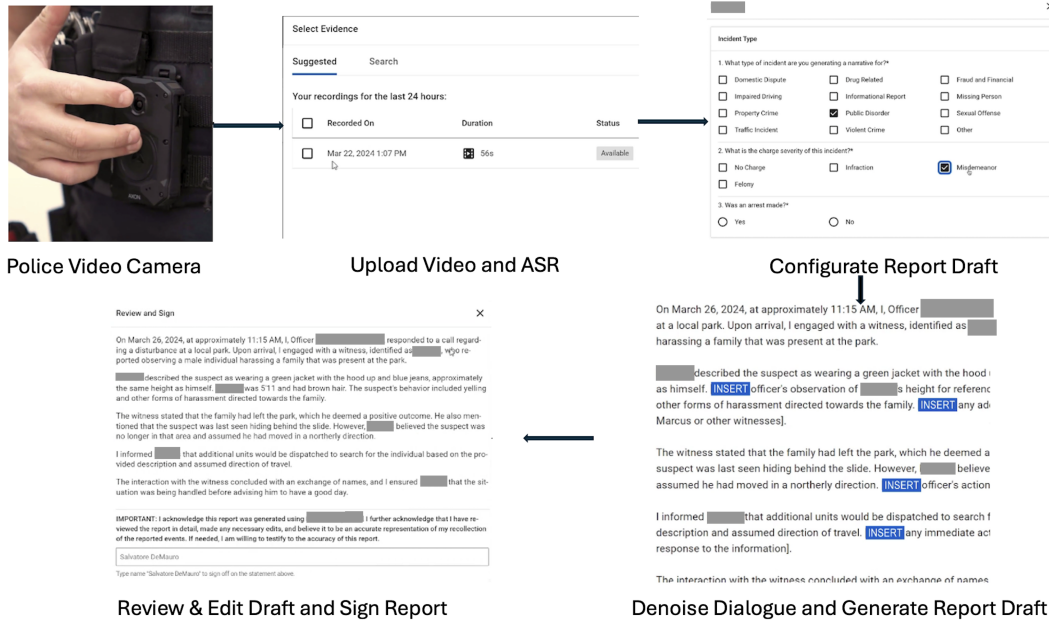 Select Evidence
Suggested Search
Your recordings for the last 24 hours:
Recorded On Duration Status
Mar 22, 2024 1:07 PM 56s Available
Incident Type
1. What type of incident are you generating a narrative for?*
Domestic Dispute Drug Related Fraud and Financial
Impaired Driving Informational Report Missing Person
Property Crime Public Disorder Sexual Offense
Traffic Incident Violent Crime Other
2. What is the charge severity of this incident?*
No Charge Infraction Misdemeanor
Felony
3. Was an arrest made?*
Yes No
Police Video Camera
Upload Video and ASR
Configurate Report Draft
Review and Sign
On March 26, 2024, at approximately 11:15 AM, I, Officer responded to a call regard-
ing a disturbance at a local park. Upon arrival, I engaged with a witness, identified as , who re-
ported observing a male individual harassing a family that was present at the park.
described the suspect as wearing a green jacket with the hood up and blue jeans, approximately
the same height as himself. was 5'11 and had brown hair. The suspect's behavior included yelling
and other forms of harassment directed towards the family.
The witness stated that the family had left the park, which he deemed a positive outcome. He also men-
tioned that the suspect was last seen hiding behind the slide. However, believed the suspect was
no longer in that area and assumed he had moved in a northerly direction.
I informed that additional units would be dispatched to search for the individual based on the pro-
vided description and assumed direction of travel.
The interaction with the witness concluded with an exchange of names, and I ensured that the sit-
uation was being handled before advising him to have a good day.
IMPORTANT: I acknowledge this report was generated using I further acknowledge that I have re-
viewed the report in detail, made any necessary edits, and believe it to be an accurate representation of my recollection
of the reported events. If needed, I am willing to testify to the accuracy of this report.
Salvatore DeMauro
Type name "Salvatore DeMauro" to sign off on the statement above.
On March 26, 2024, at approximately 11:15 AM, I, Officer
at a local park. Upon arrival, I engaged with a witness, identified as
harassing a family that was present at the park.
described the suspect as wearing a green jacket with the hood
as himself. INSERT officer's observation of s height for referenc
other forms of harassment directed towards the family. INSERT any ad
Marcus or other witnesses].
The witness stated that the family had left the park, which he deemed a
suspect was last seen hiding behind the slide. However, believe
assumed he had moved in a northerly direction. INSERT officer's action
I informed that additional units would be dispatched to search f
description and assumed direction of travel. INSERT any immediate act
response to the information].
The interaction with the witness concluded with an exchange of names
Review & Edit Draft and Sign Report
Denoise Dialogue and Generate Report Draft